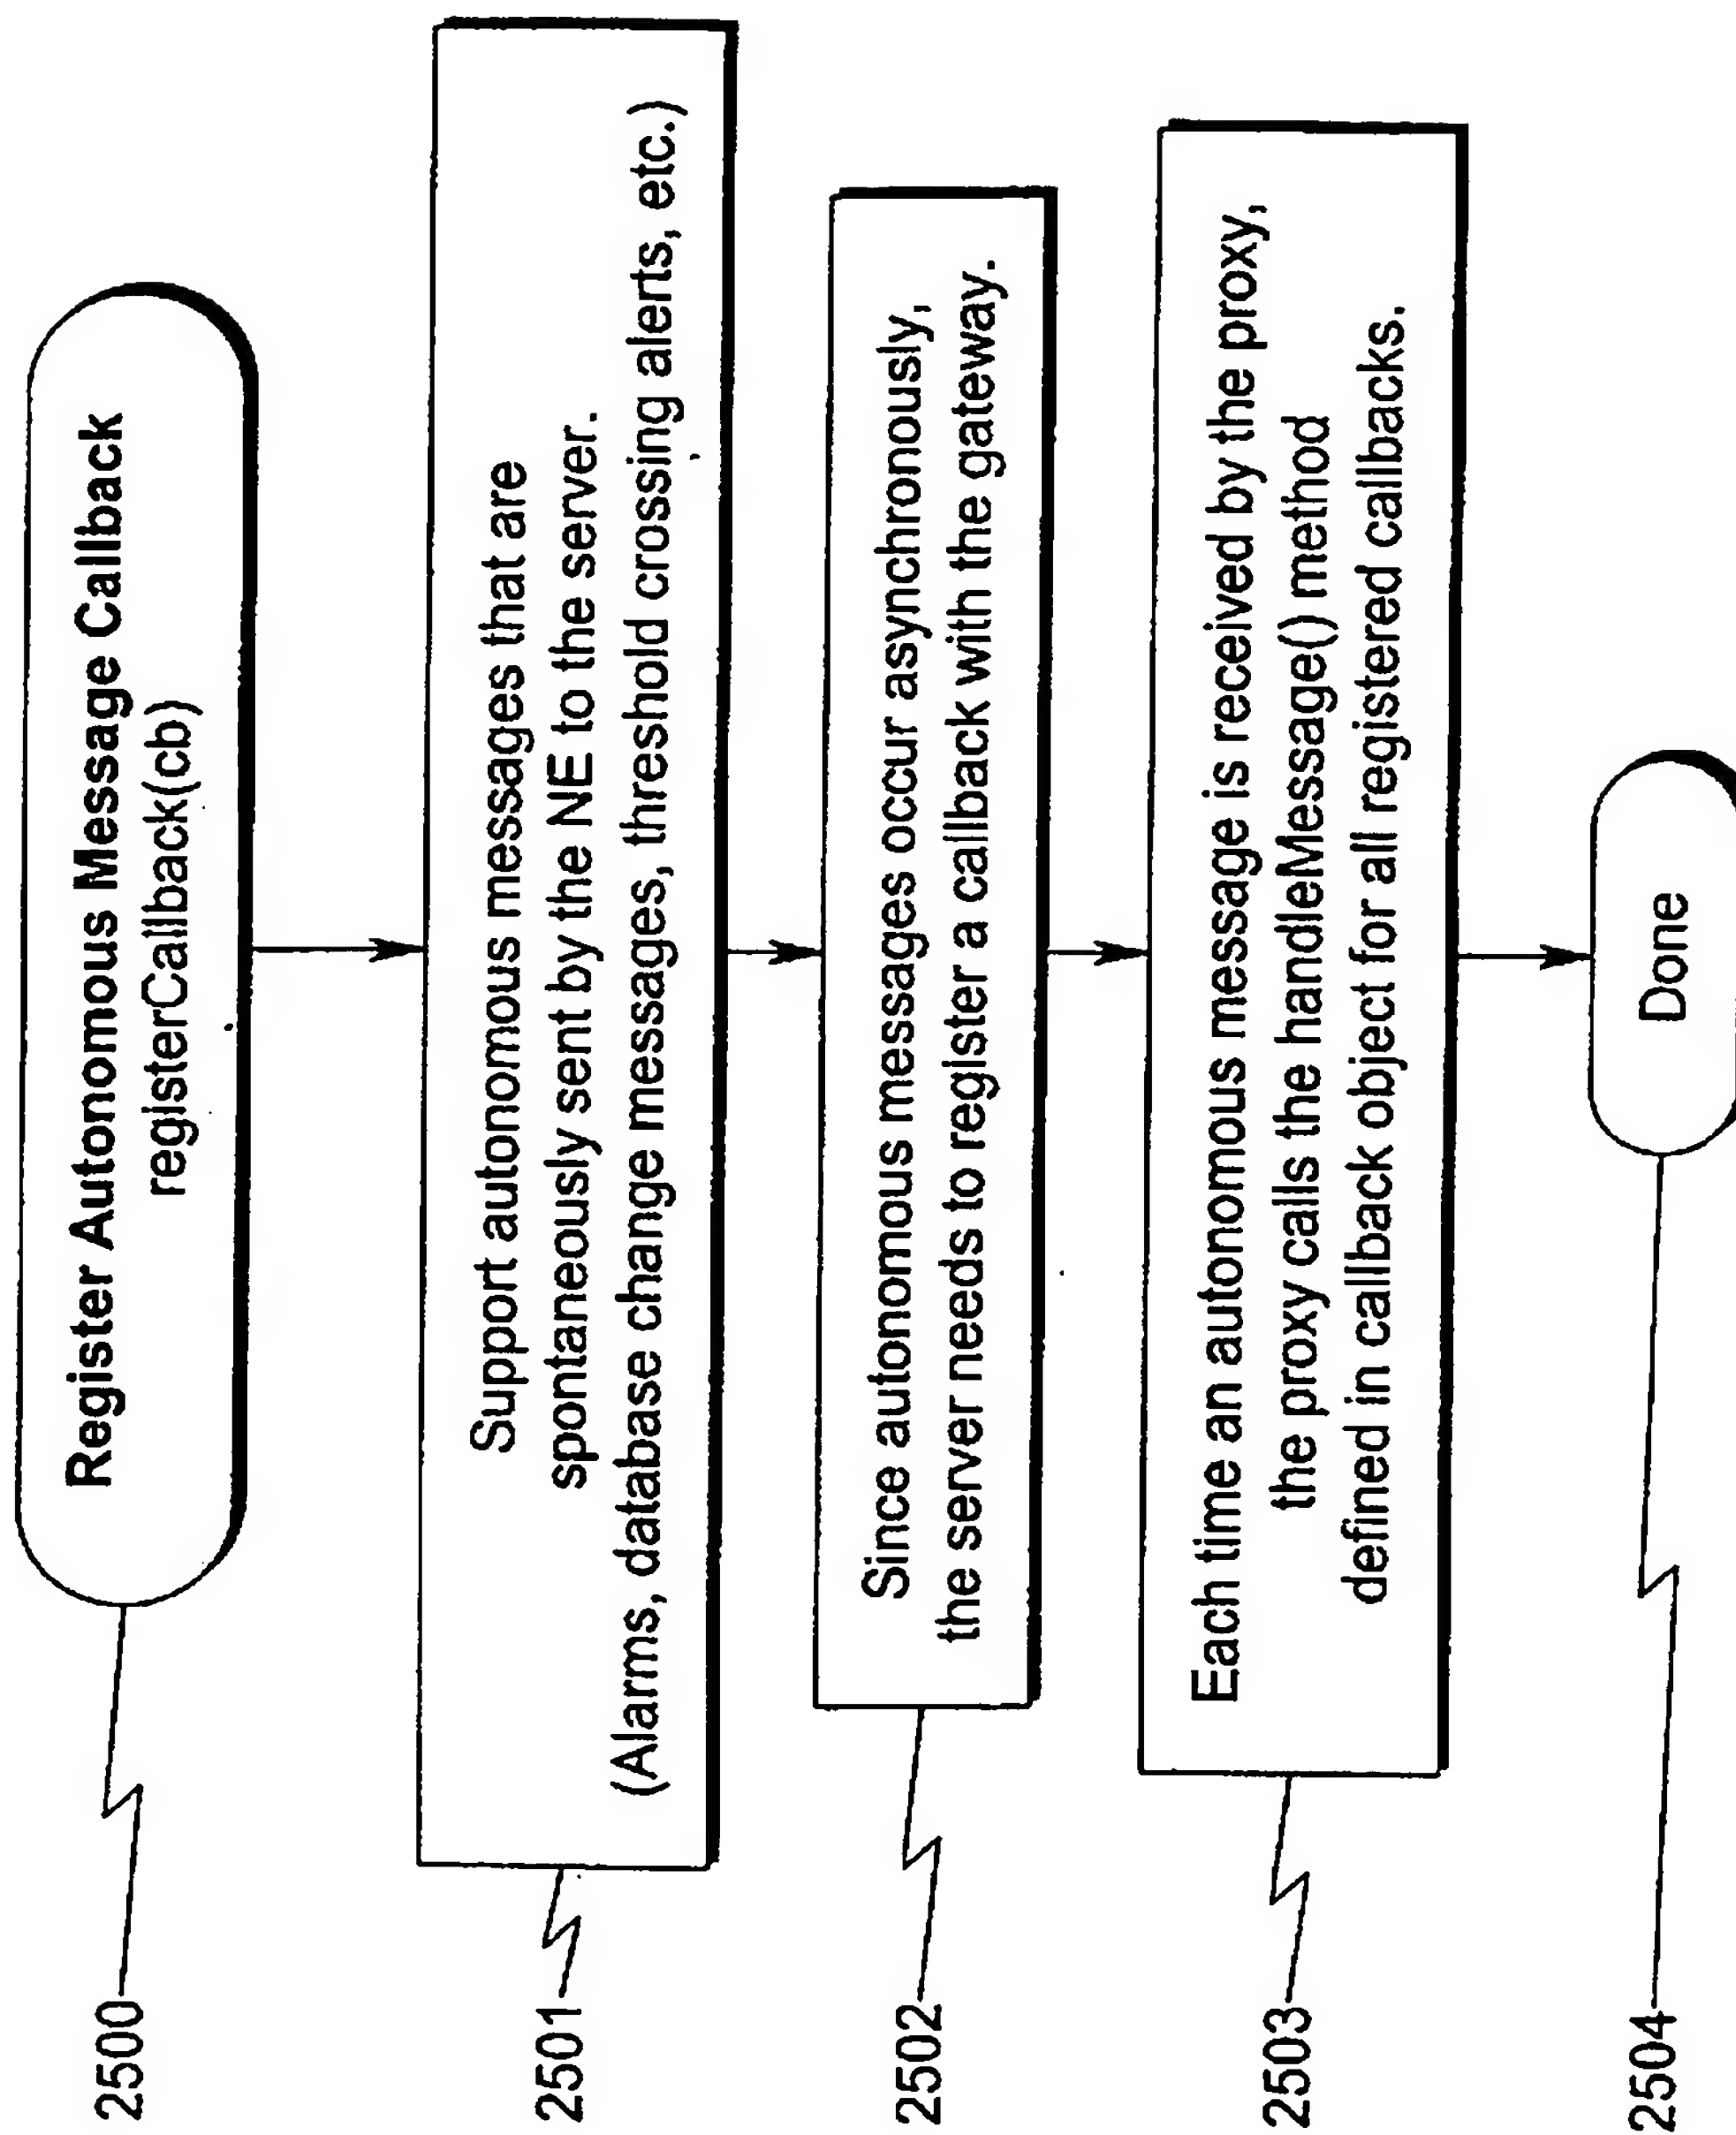 Register Autonomous Message Callback
registerCallback(cb)
2500
Support autonomous messages that are
spontaneously sent by the NE to the server.
(Alarms, database change messages, threshold crossing alerts, etc.)
2501
Since autonomous messages occur asynchronously,
the server needs to register a callback with the gateway.
2502
Each time an autonomous message is received by the proxy,
the proxy calls the handleMessage() method
defined in callback object for all registered callbacks.
2503
Done
2504